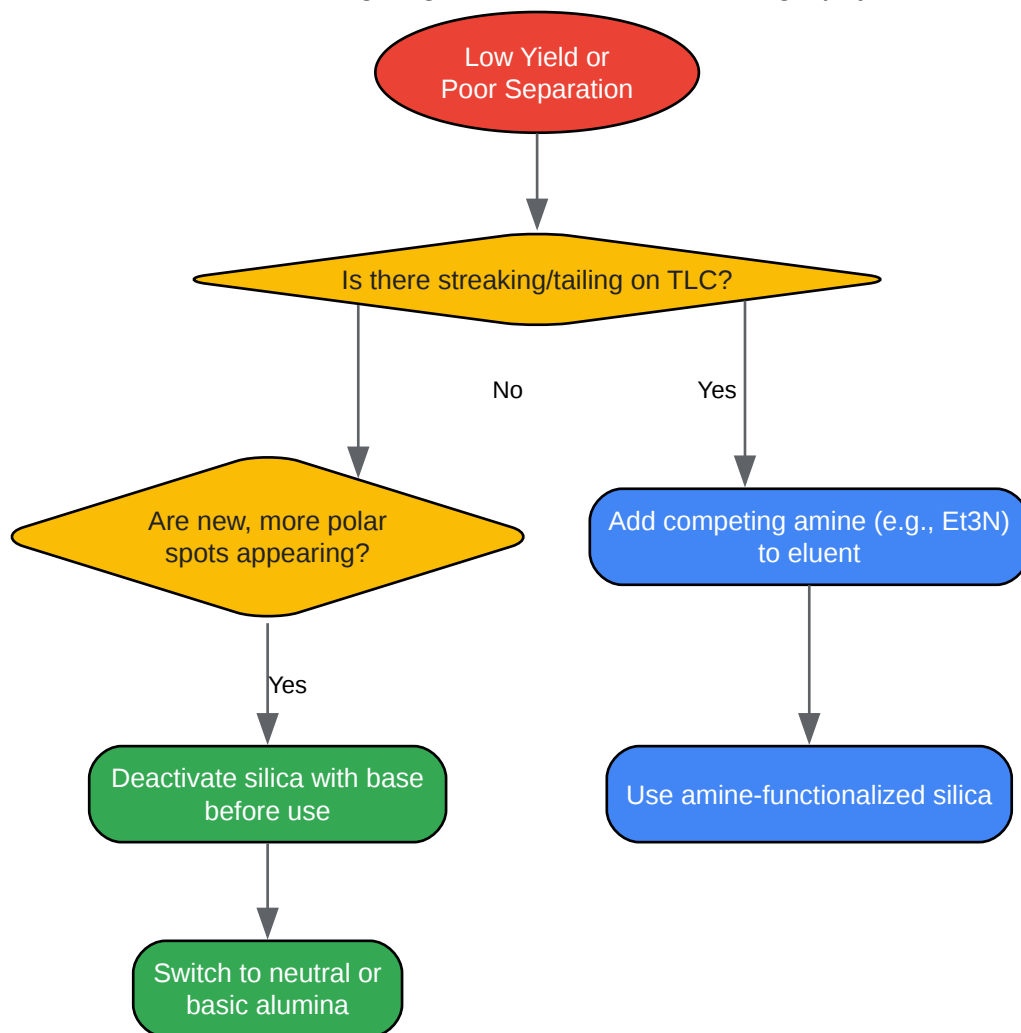 Low Yield or
Poor Separation
Is there streaking/tailing on TLC?
No
Yes
Are new, more polar
spots appearing?
Add competing amine (e.g., Et3N)
to eluent
Yes
Deactivate silica with base
before use
Use amine-functionalized silica
Switch to neutral or
basic alumina